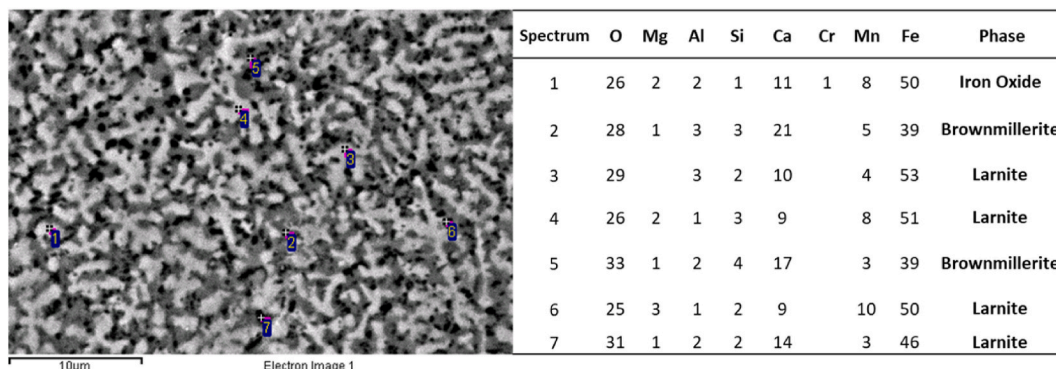 Spectrum O Mg Al Si Ca Cr Mn Fe Phase
1 26 2 2 1 11 1 8 50 Iron Oxide
2 28 1 3 3 21 5 39 Brownmillerite
3 29 3 2 10 4 53 Larnite
4 26 2 1 3 9 8 51 Larnite
5 33 1 2 4 17 3 39 Brownmillerite
6 25 3 1 2 9 10 50 Larnite
7 31 1 2 2 14 3 46 Larnite
5
4
3
6
1
2
7
10μm Electron Image 1